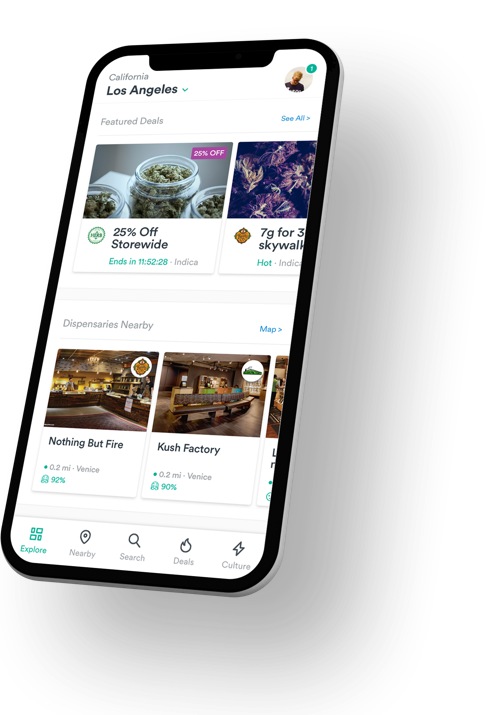 California
Los Angeles
1
Featured Deals
See All >
25% OFF
25% Off
Storewide
Ends in 11:52:28 · Indica
7g for 3
skywalk
Hot · Indica
Dispensaries Nearby
Map >
Nothing But Fire
0.2 mi · Venice
92%
Kush Factory
0.2 mi · Venice
90%
Explore
Nearby
Search
Deals
Culture